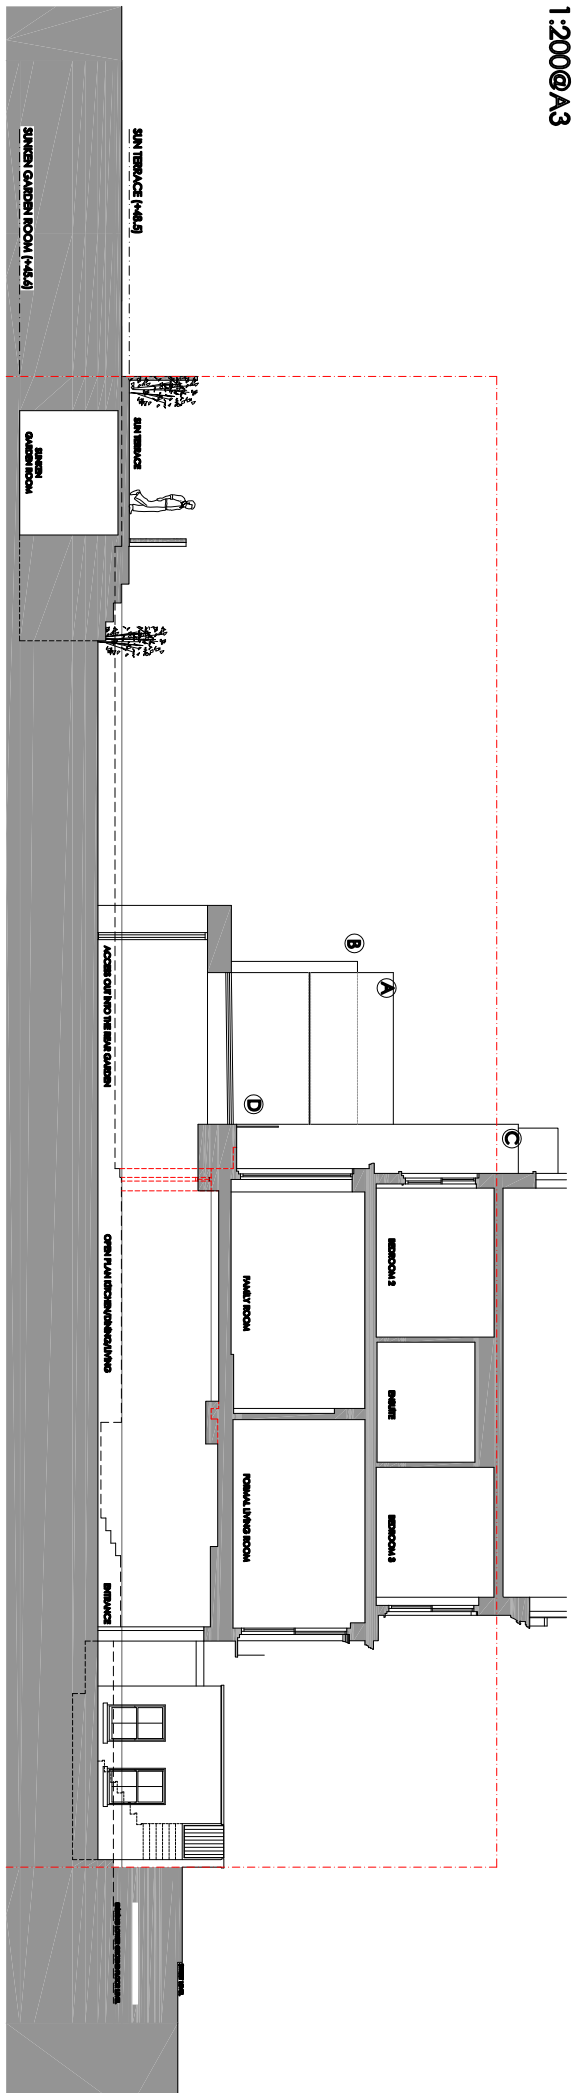 1:200@A3
SUN TERRACE (+48.5)
SUNKEN GARDEN ROOM (+45.6)
SUN TERRACE
SUNKEN
GARDEN ROOM
B
A
D
C
ACCESS OUT INTO THE REAR GARDEN
OPEN PLAN KITCHEN/DINING/LIVING
ENTRANCE
FAMILY ROOM
FORMAL LIVING ROOM
BEDROOM 2
ENSUITE
BEDROOM 3